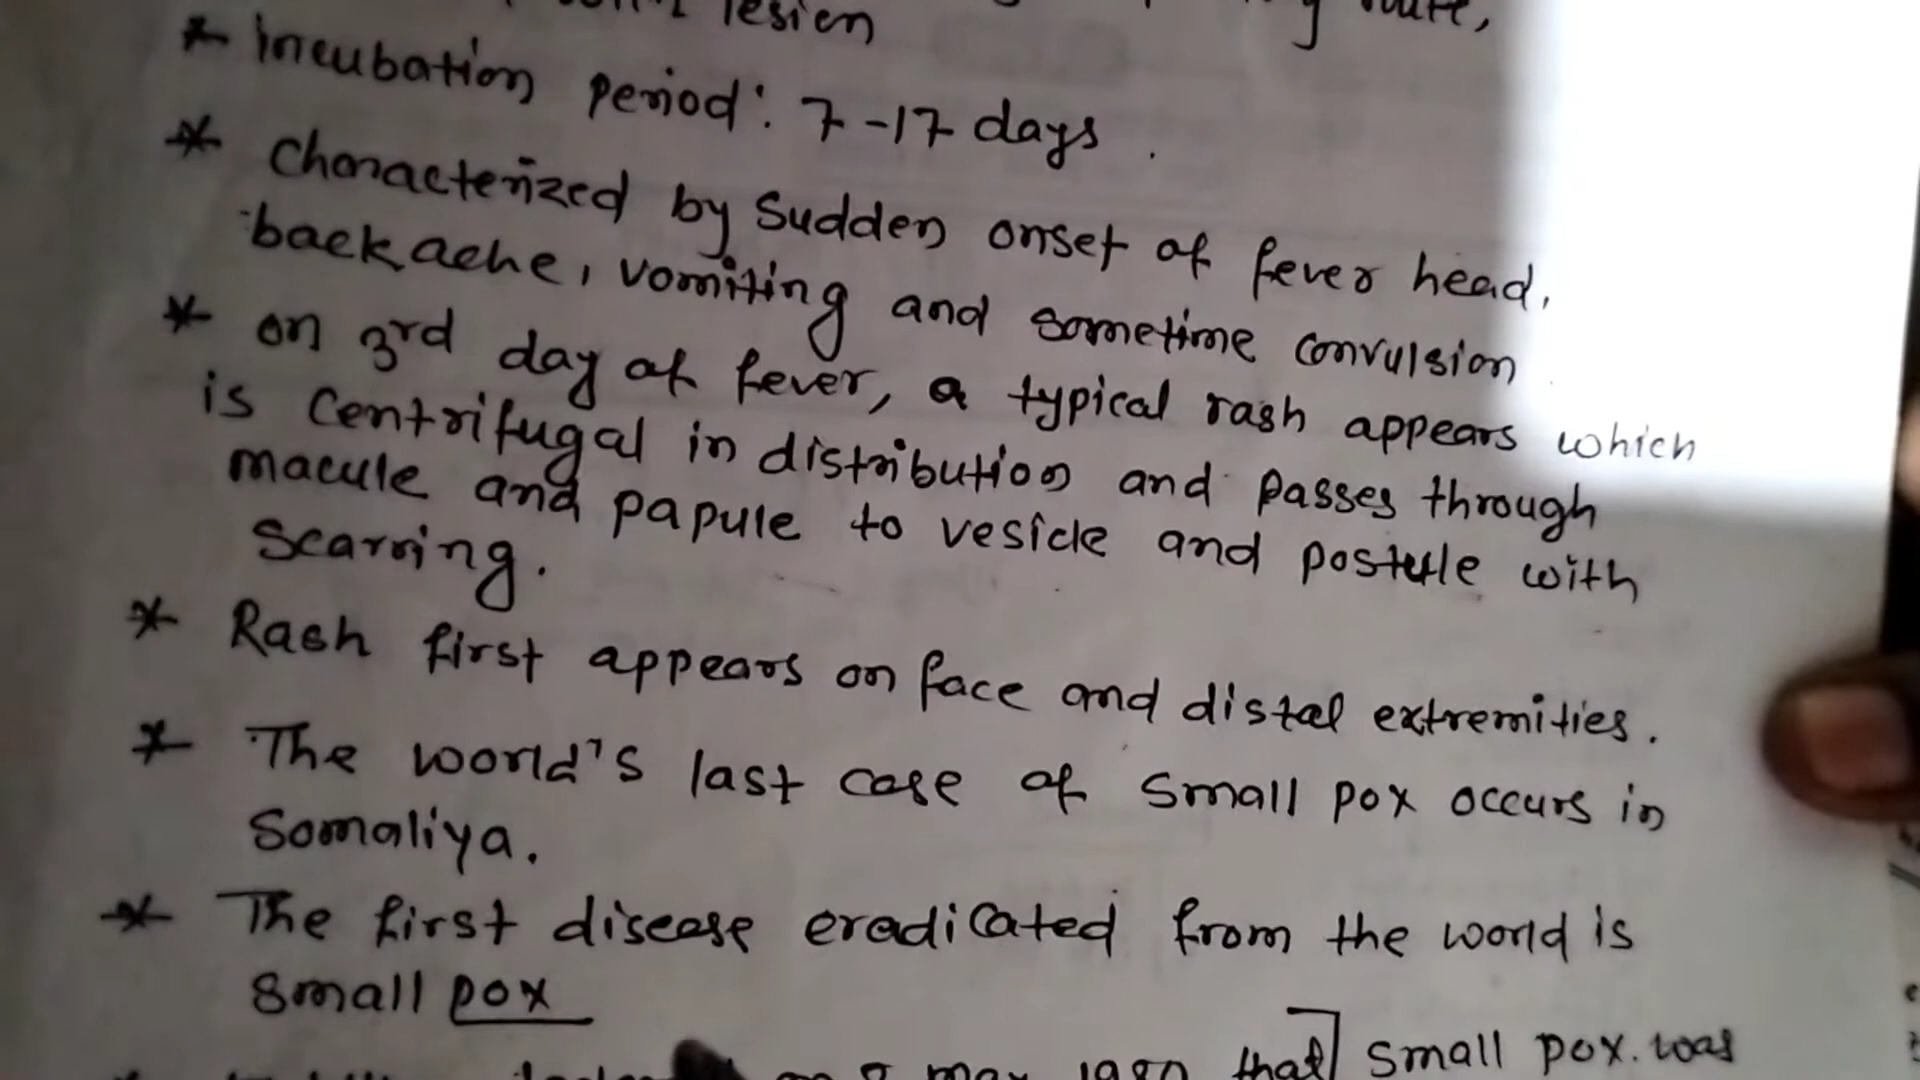 lesion
* incubation period: 7-17 days.
* Characterized by Sudden onset of fever head,
backache, vomiting and sometime convulsion
* on 3rd day of fever, a typical rash appears which
is Centrifugal in distribution and passes through
macule and papule to vesicle and postule with
Scarring.
* Rash first appears on face and distal extremities.
* The world's last case of small pox occurs in
Somaliya.
* The first disease eradicated from the world is
Small pox
may 1980 that] small pox. was